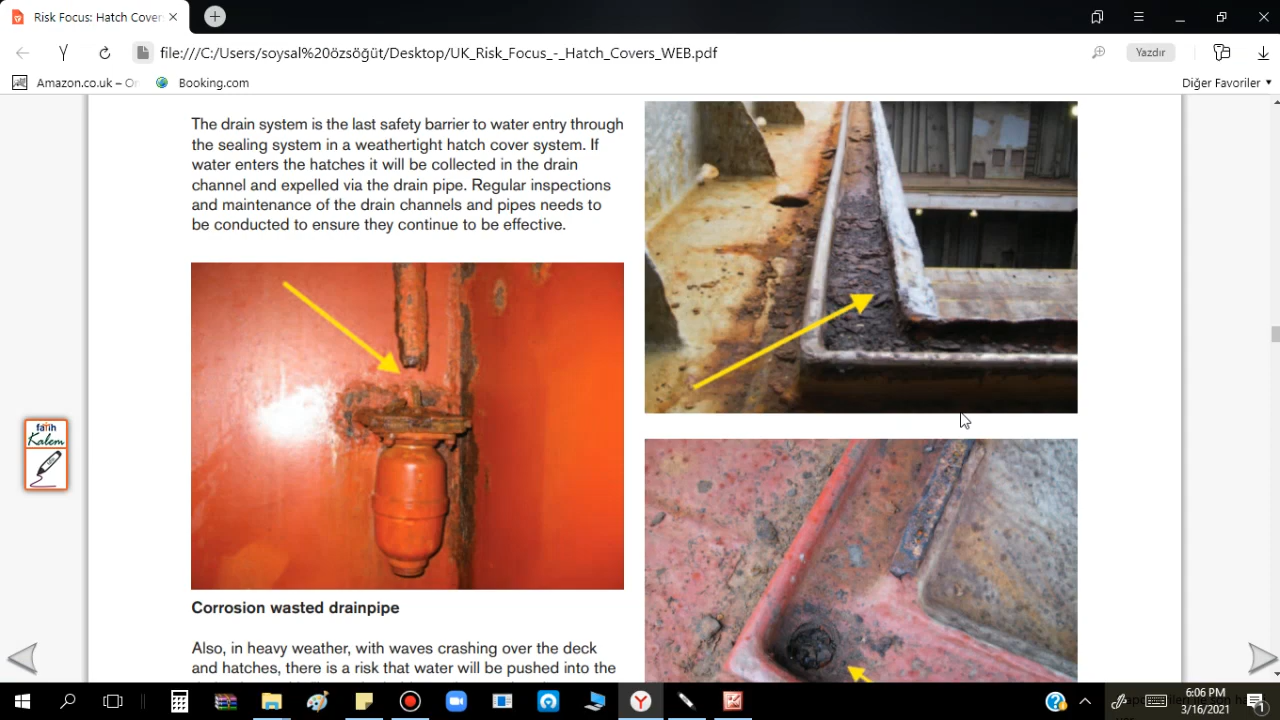 Risk Focus: Hatch Cover
file:///C:/Users/soysal%20özsöğüt/Desktop/UK_Risk_Focus_-_Hatch_Covers_WEB.pdf
Yazdır
Amazon.co.uk – On
Booking.com
Diğer Favoriler
The drain system is the last safety barrier to water entry through
the sealing system in a weathertight hatch cover system. If
water enters the hatches it will be collected in the drain
channel and expelled via the drain pipe. Regular inspections
and maintenance of the drain channels and pipes needs to
be conducted to ensure they continue to be effective.
fatih
Kalem
Corrosion wasted drainpipe
Also, in heavy weather, with waves crashing over the deck
and hatches, there is a risk that water will be pushed into the
6:06 PM
3/16/2021
1